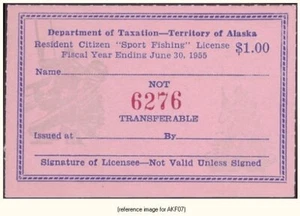 Department of Taxation—Territory of Alaska
Resident Citizen "Sport Fishing" License $1.00
Fiscal Year Ending June 30, 1955
Name
NOT
6276
TRANSFERABLE
Issued at By
Signature of Licensee—Not Valid Unless Signed
[reference image for AKF07]